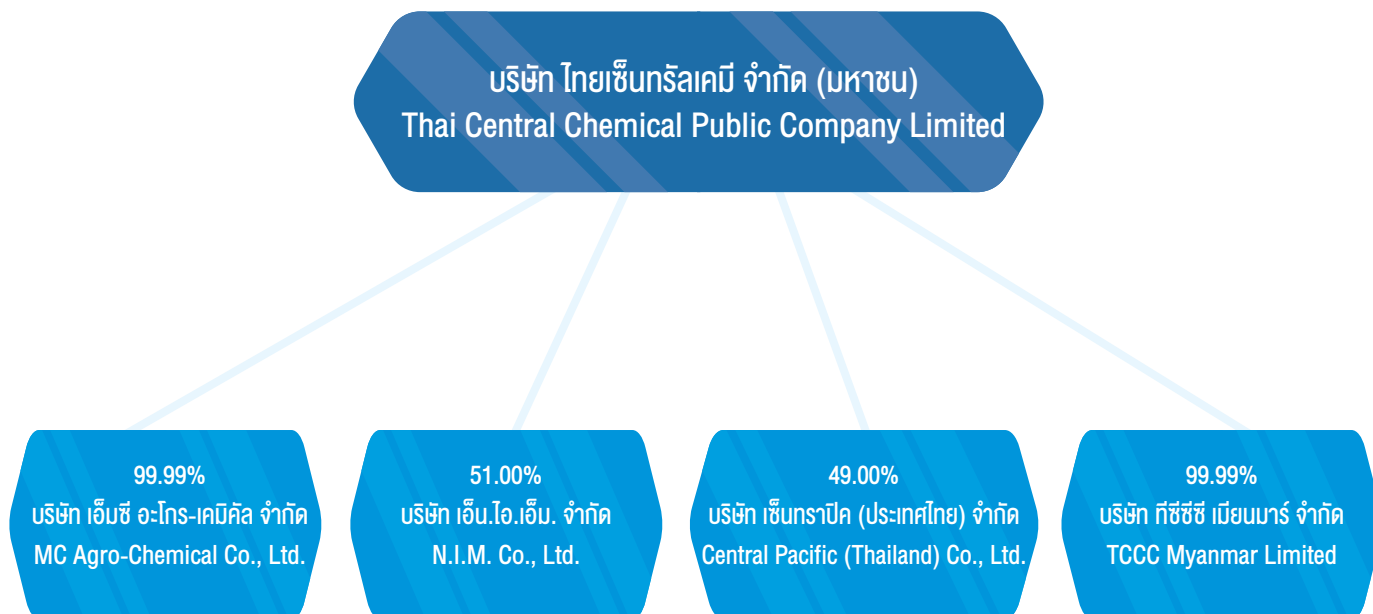 บริษัท ไทยเซ็นทรัลเคมี จำกัด (มหาชน)
Thai Central Chemical Public Company Limited
99.99%
บริษัท เอ็มซี อะโกร-เคมิคัล จำกัด
MC Agro-Chemical Co., Ltd.
51.00%
บริษัท เอ็น.ไอ.เอ็ม. จำกัด
N.I.M. Co., Ltd.
49.00%
บริษัท เซ็นทราปิค (ประเทศไทย) จำกัด
Central Pacific (Thailand) Co., Ltd.
99.99%
บริษัท ทีซีซีซี เมียนมาร์ จำกัด
TCCC Myanmar Limited